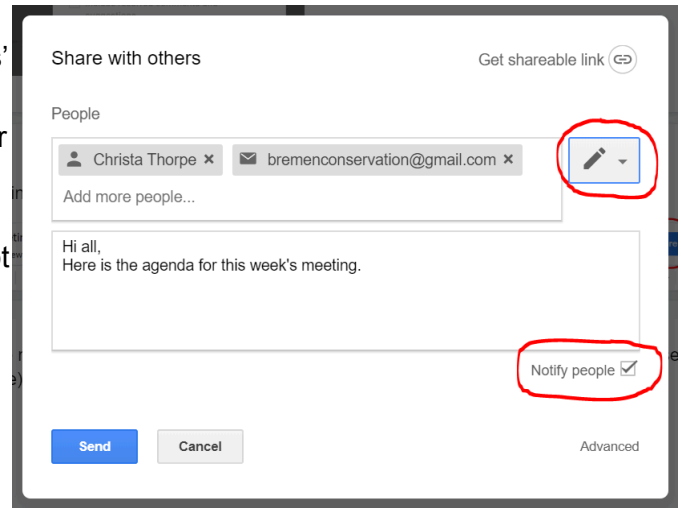 Share with others
Get shareable link
People
Christa Thorpe × bremenconservation@gmail.com ×
Add more people...
Hi all,
Here is the agenda for this week's meeting.
Notify people
Send Cancel Advanced